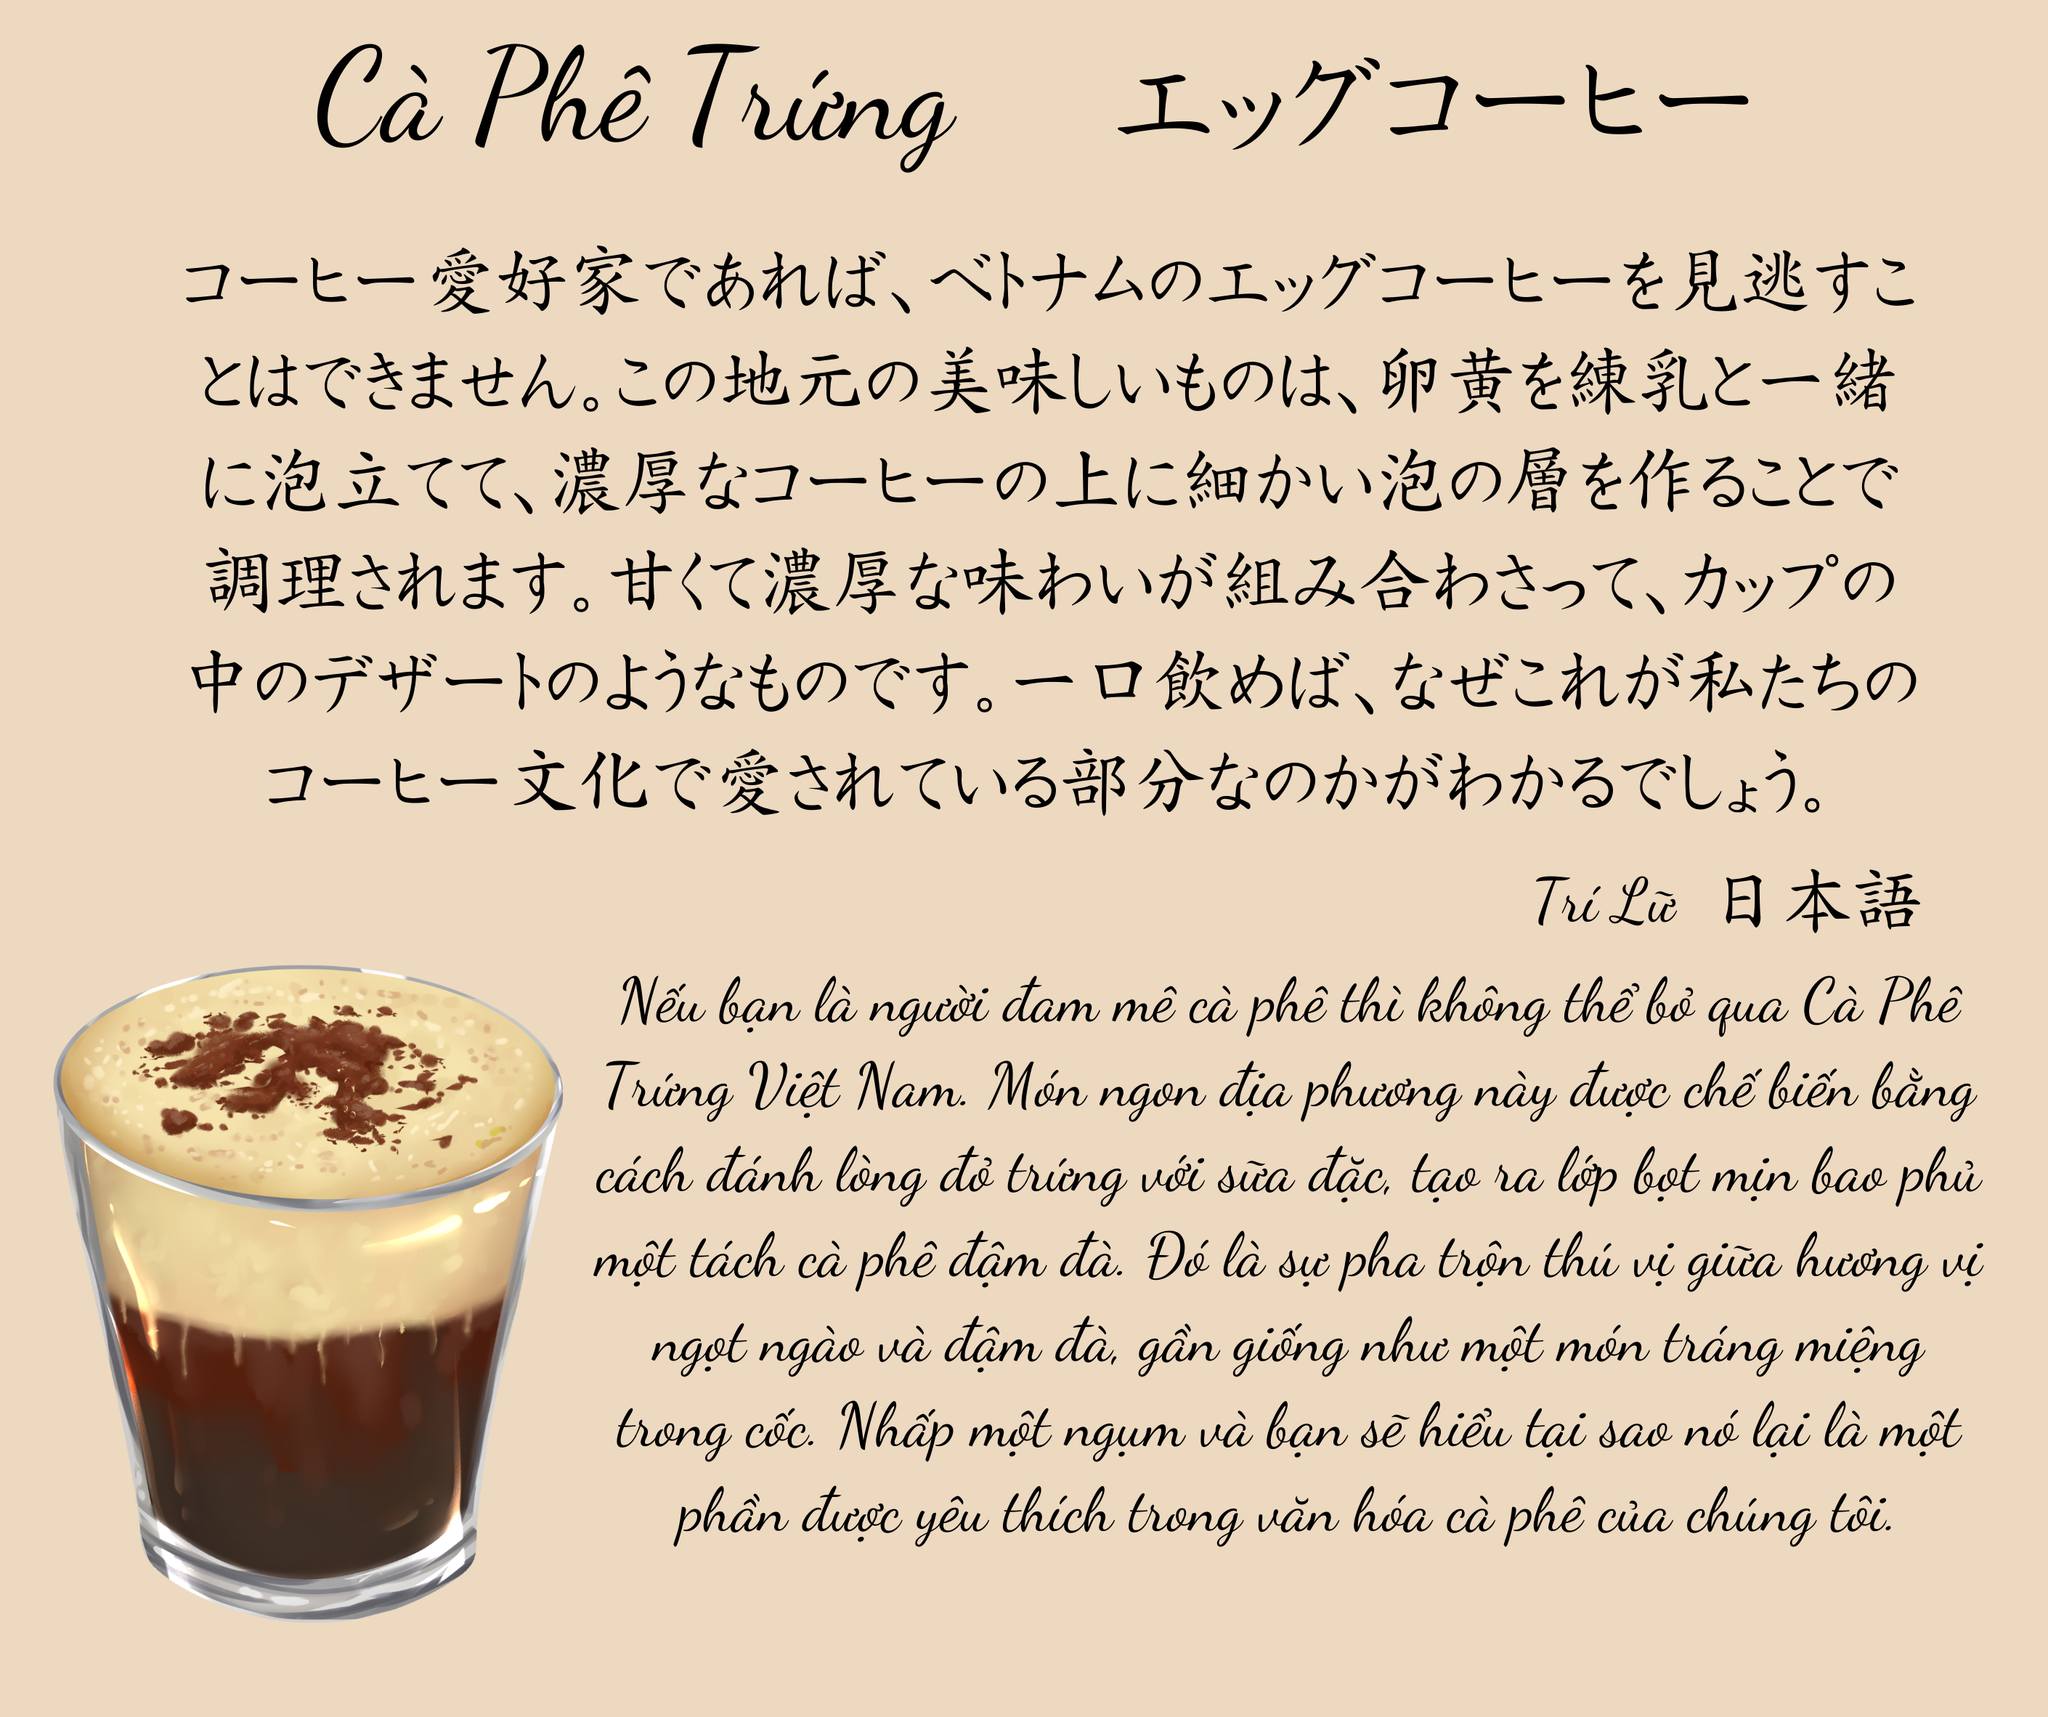 Cà Phê Trứng エッグコーヒー
コーヒー愛好家であれば、ベトナムのエッグコーヒーを見逃すこ
とはできません。この地元の美味しいものは、卵黄を練乳と一緒
に泡立てて、濃厚なコーヒーの上に細かい泡の層を作ることで
調理されます。甘くて濃厚な味わいが組み合わさって、カップの
中のデザートのようなものです。一口飲めば、なぜこれが私たちの
コーヒー文化で愛されている部分なのかがわかるでしょう。
Trí Lữ 日本語
Nếu bạn là người đam mê cà phê thì không thể bỏ qua Cà Phê
Trứng Việt Nam. Món ngon địa phương này được chế biến bằng
cách đánh lòng đỏ trứng với sữa đặc, tạo ra lớp bọt mịn bao phủ
một tách cà phê đậm đà. Đó là sự pha trộn thú vị giữa hương vị
ngọt ngào và đậm đà, gần giống như một món tráng miệng
trong cốc. Nhấp một ngụm và bạn sẽ hiểu tại sao nó lại là một
phần được yêu thích trong văn hóa cà phê của chúng tôi.